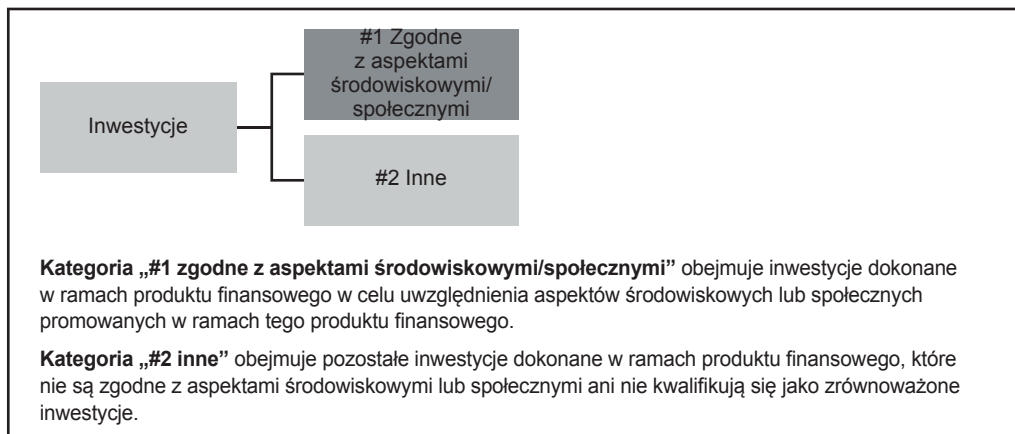 #1 Zgodne
z aspektami
środowiskowymi/
społecznymi
Inwestycje
#2 Inne
Kategoria „#1 zgodne z aspektami środowiskowymi/społecznymi” obejmuje inwestycje dokonane
w ramach produktu finansowego w celu uwzględnienia aspektów środowiskowych lub społecznych
promowanych w ramach tego produktu finansowego.
Kategoria „#2 inne” obejmuje pozostałe inwestycje dokonane w ramach produktu finansowego, które
nie są zgodne z aspektami środowiskowymi lub społecznymi ani nie kwalifikują się jako zrównoważone
inwestycje.